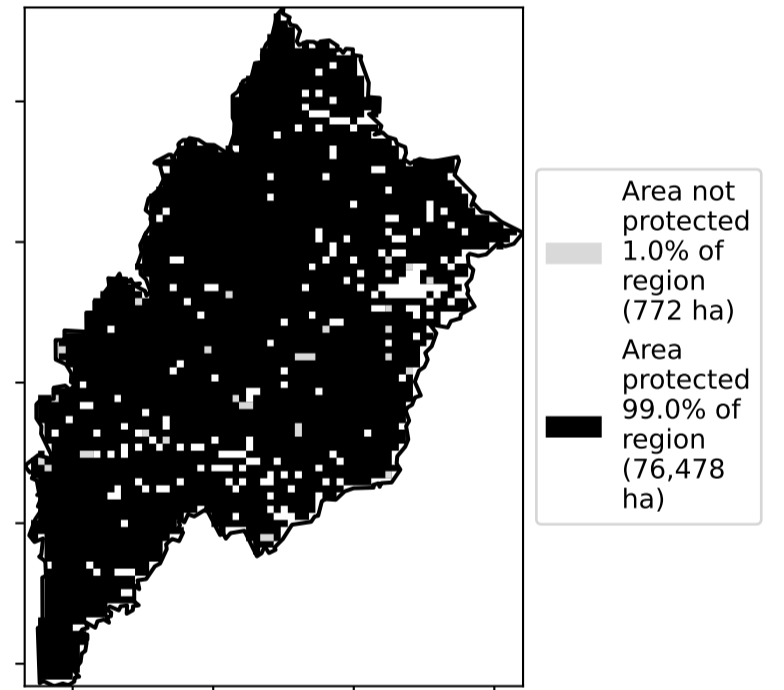 Area not
protected
1.0% of
region
(772 ha)
Area
protected
99.0% of
region
(76,478
ha)